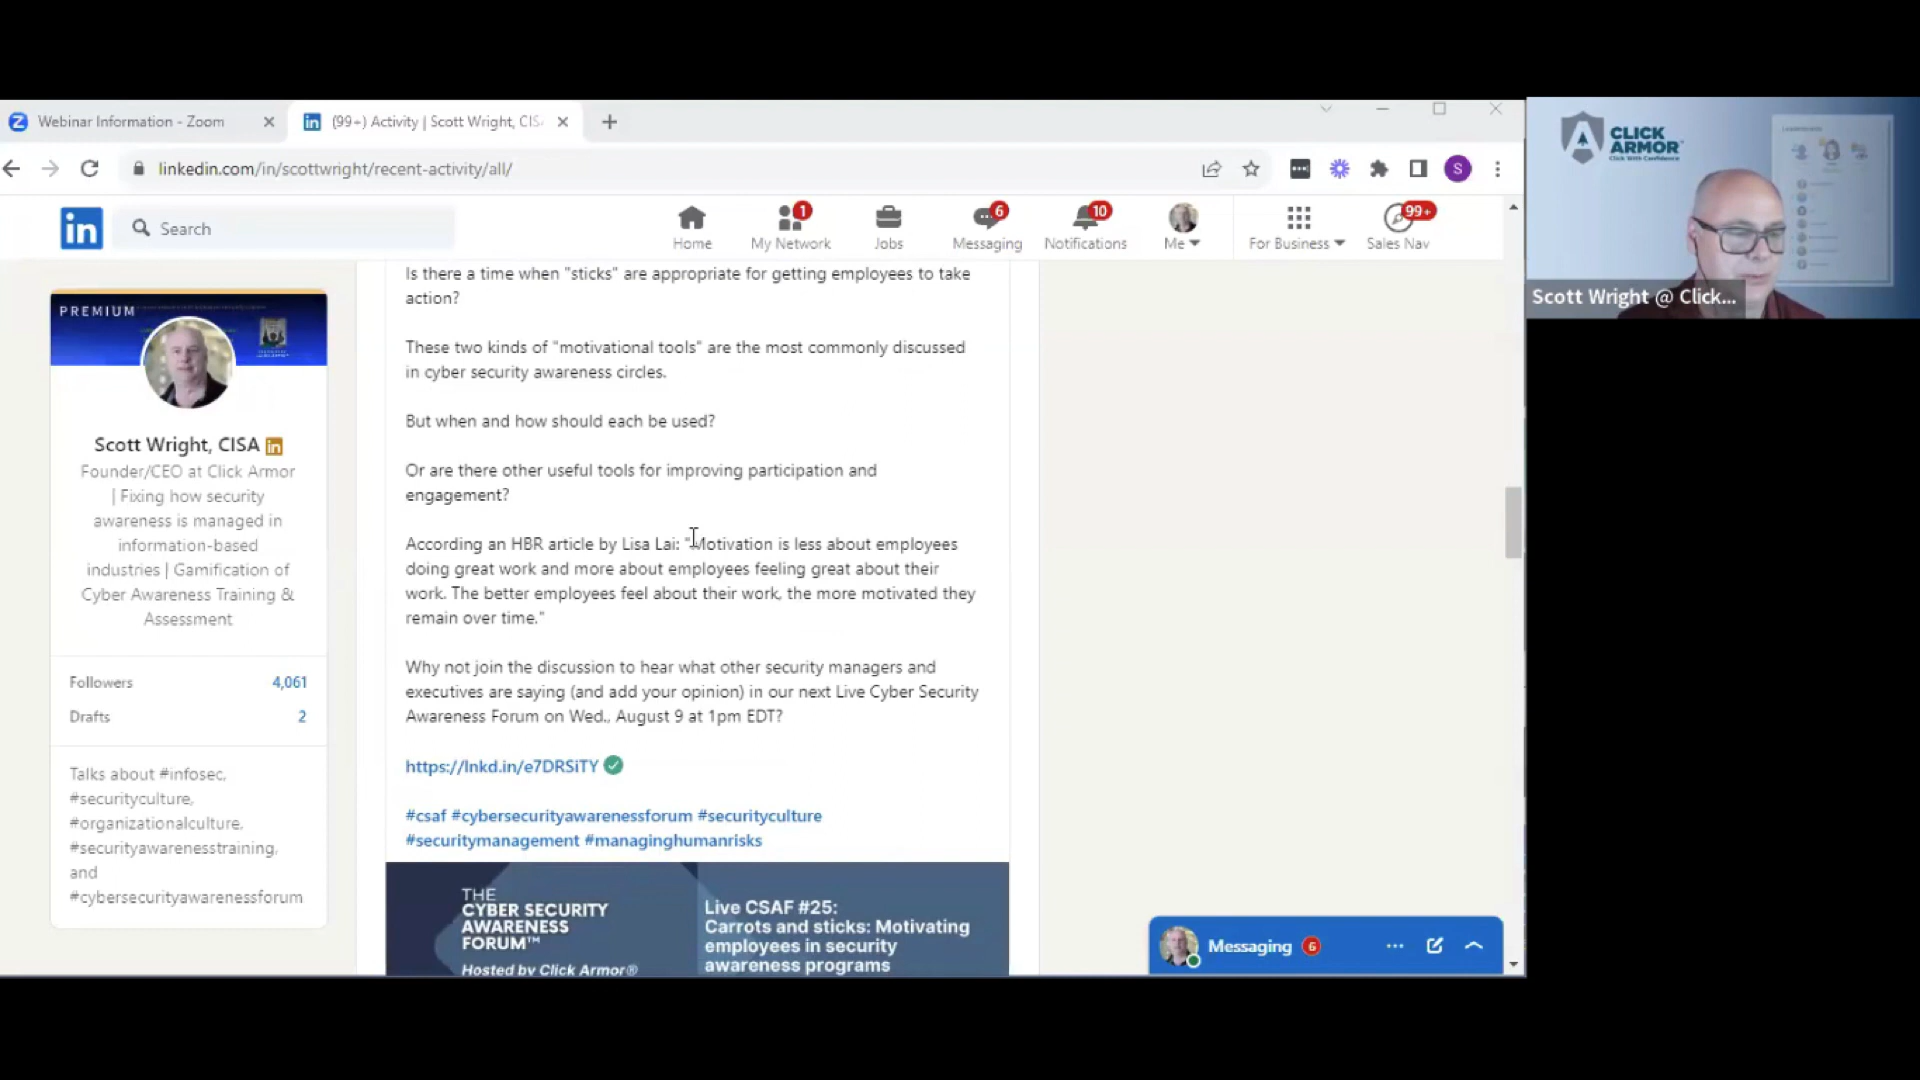 Webinar Information - Zoom
(99+) Activity | Scott Wright, CIS
linkedin.com/in/scottwright/recent-activity/all/
S
in
Search
Home
1
My Network
Jobs
6
Messaging
10
Notifications
Me
For Business
99+
Sales Nav
PREMIUM
Scott Wright, CISA in
Founder/CEO at Click Armor
| Fixing how security
awareness is managed in
information-based
industries | Gamification of
Cyber Awareness Training &
Assessment
Followers 4,061
Drafts 2
Talks about #infosec,
#securityculture,
#organizationalculture,
#securityawarenesstraining,
and
#cybersecurityawarenessforum
Is there a time when "sticks" are appropriate for getting employees to take
action?
These two kinds of "motivational tools" are the most commonly discussed
in cyber security awareness circles.
But when and how should each be used?
Or are there other useful tools for improving participation and
engagement?
According an HBR article by Lisa Lai: "Motivation is less about employees
doing great work and more about employees feeling great about their
work. The better employees feel about their work, the more motivated they
remain over time."
Why not join the discussion to hear what other security managers and
executives are saying (and add your opinion) in our next Live Cyber Security
Awareness Forum on Wed., August 9 at 1pm EDT?
https://lnkd.in/e7DRSiTY
#csaf #cybersecurityawarenessforum #securityculture
#securitymanagement #managinghumanrisks
THE
CYBER SECURITY
AWARENESS
FORUM™
Hosted by Click Armor®
Live CSAF #25:
Carrots and sticks: Motivating
employees in security
awareness programs
Messaging 6
CLICK
ARMOR
Click With Confidence
Scott Wright @ Click...